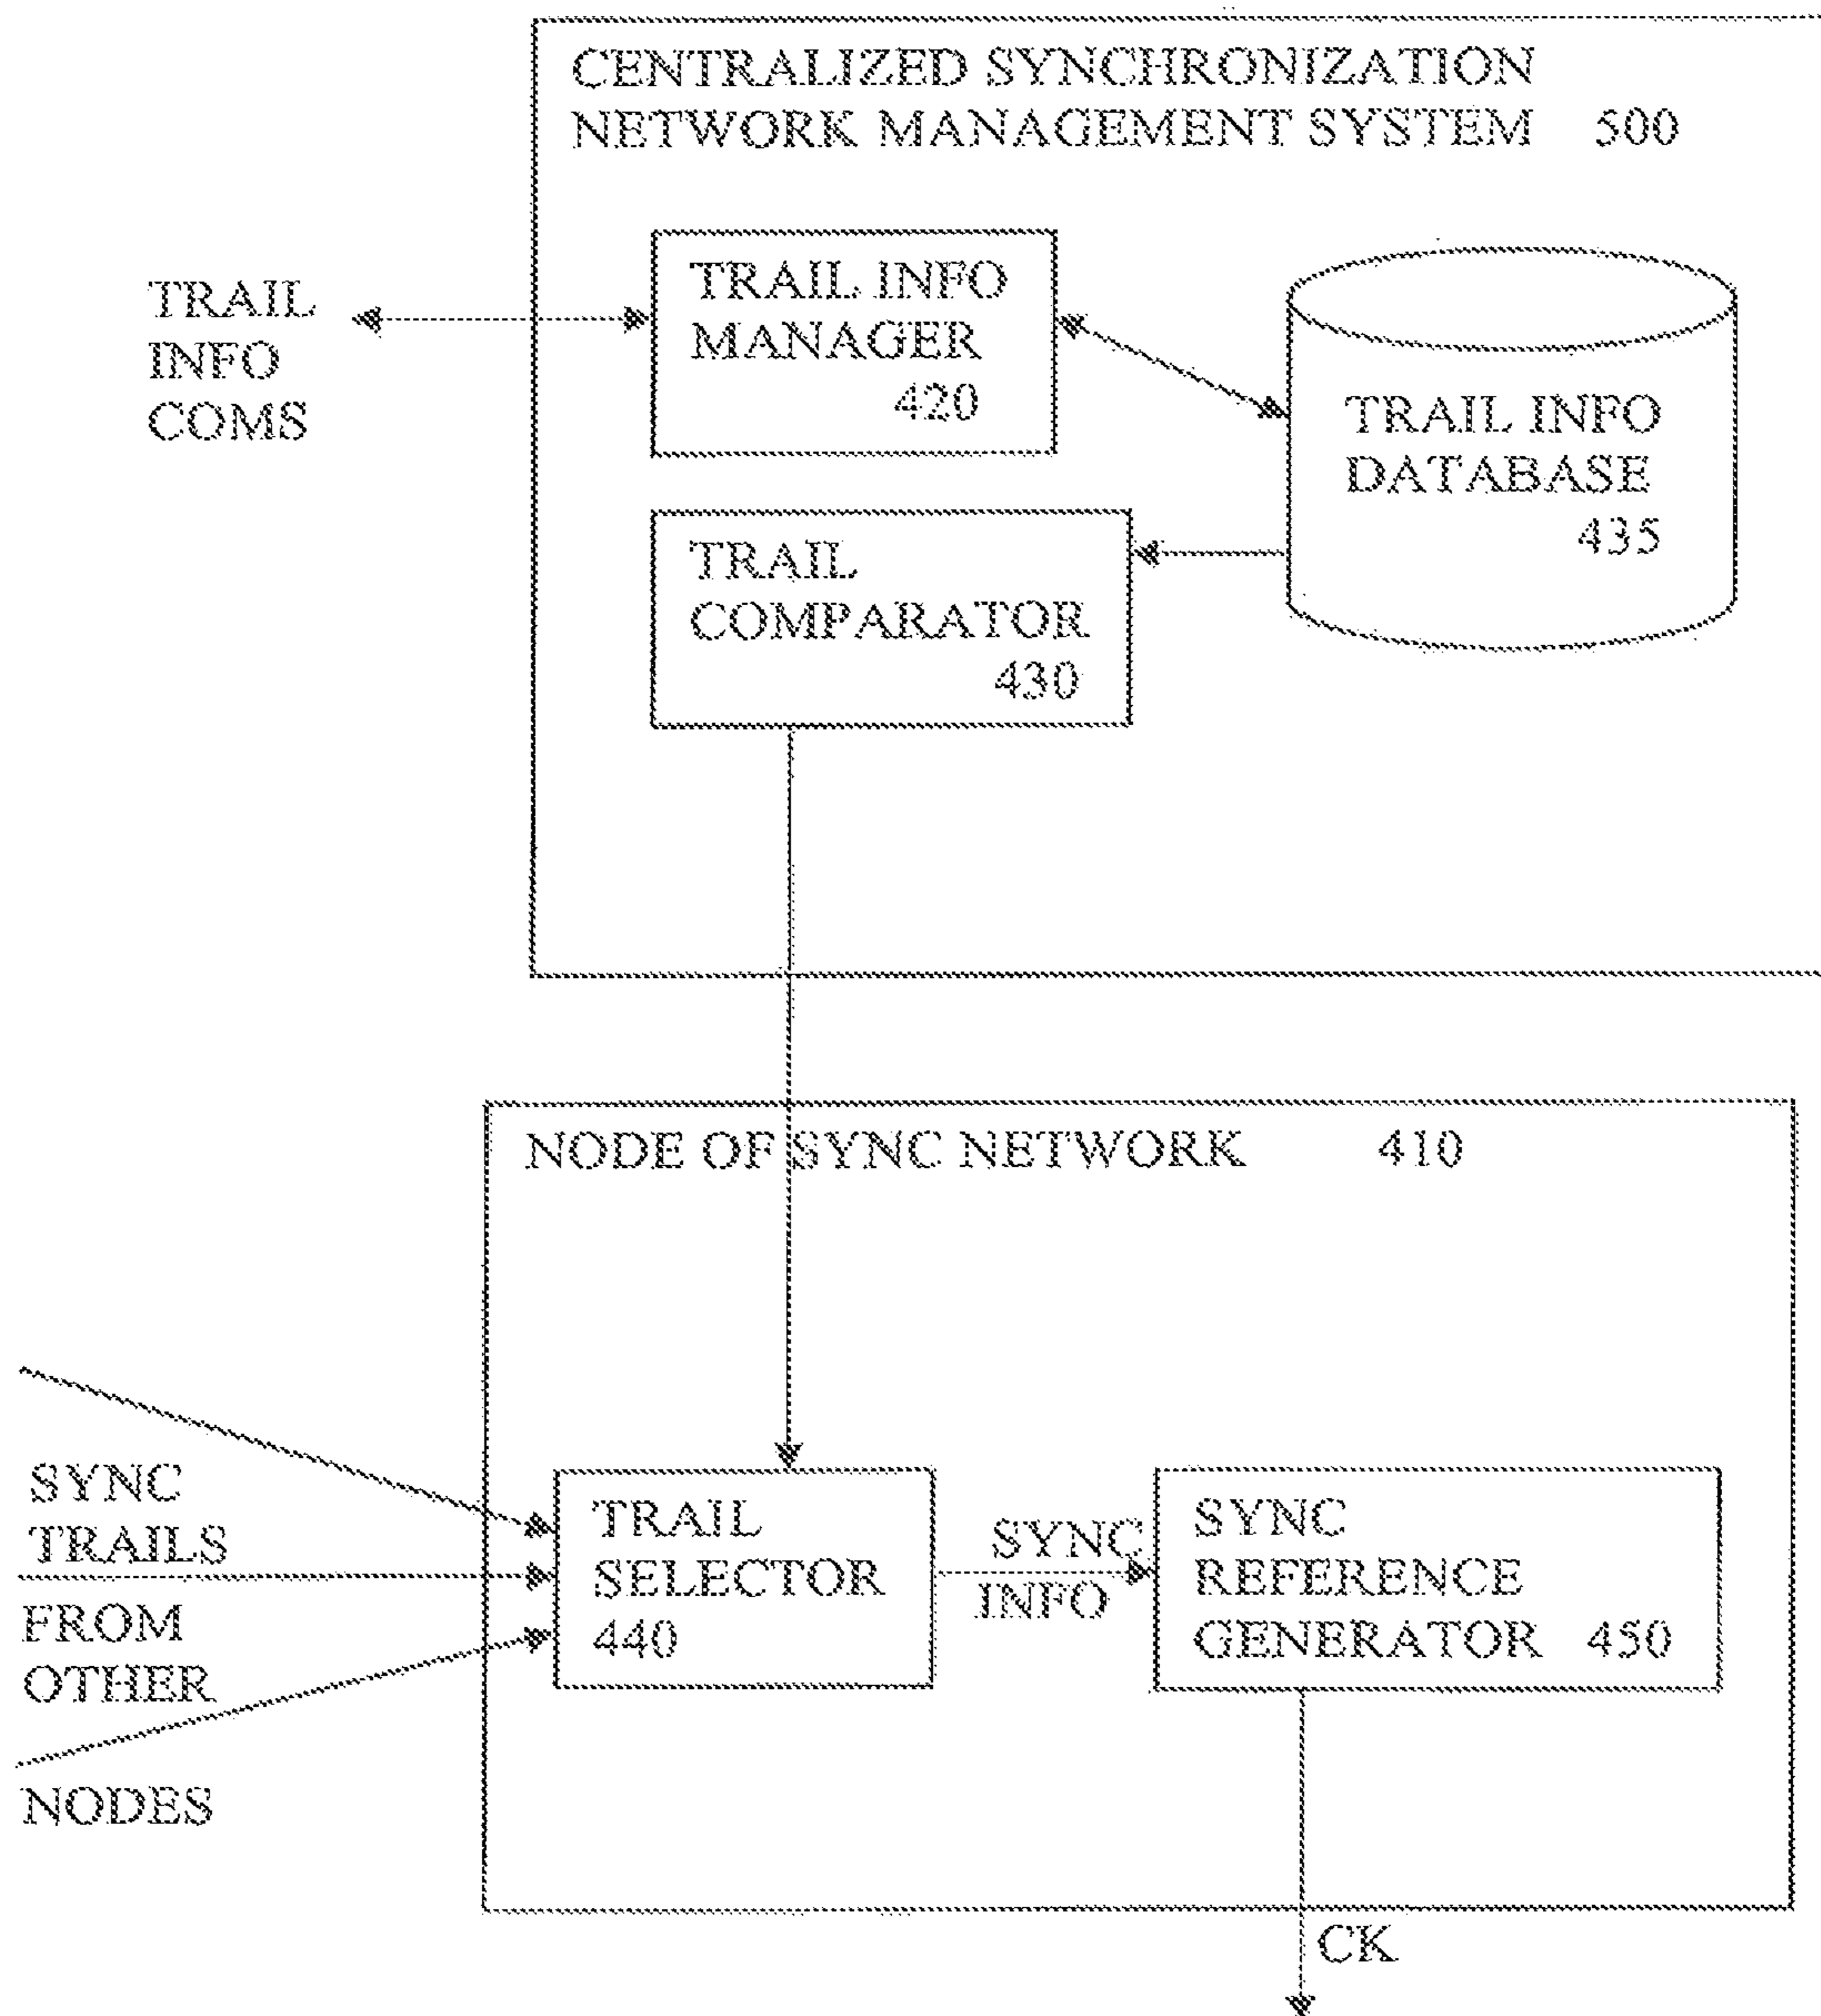 CENTRALIZED SYNCHRONIZATION
NETWORK MANAGEMENT SYSTEM 500
TRAIL
INFO
COMS
TRAIL INFO
MANAGER
420
TRAIL INFO
DATABASE
435
TRAIL
COMPARATOR
430
NODE OF SYNC NETWORK 410
SYNC
TRAILS
FROM
OTHER
NODES
TRAIL
SELECTOR
440
SYNC
INFO
SYNC
REFERENCE
GENERATOR 450
CK